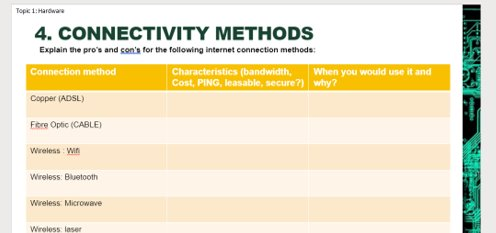 Topic 1: Hardware
4. CONNECTIVITY METHODS
Explain the pro's and con's for the following internet connection methods:
Connection method
Characteristics (bandwidth, Cost, PING, leasable, secure?)
When you would use it and why?
Copper (ADSL)
Fibre Optic (CABLE)
Wireless : Wifi
Wireless: Bluetooth
Wireless: Microwave
Wireless: laser